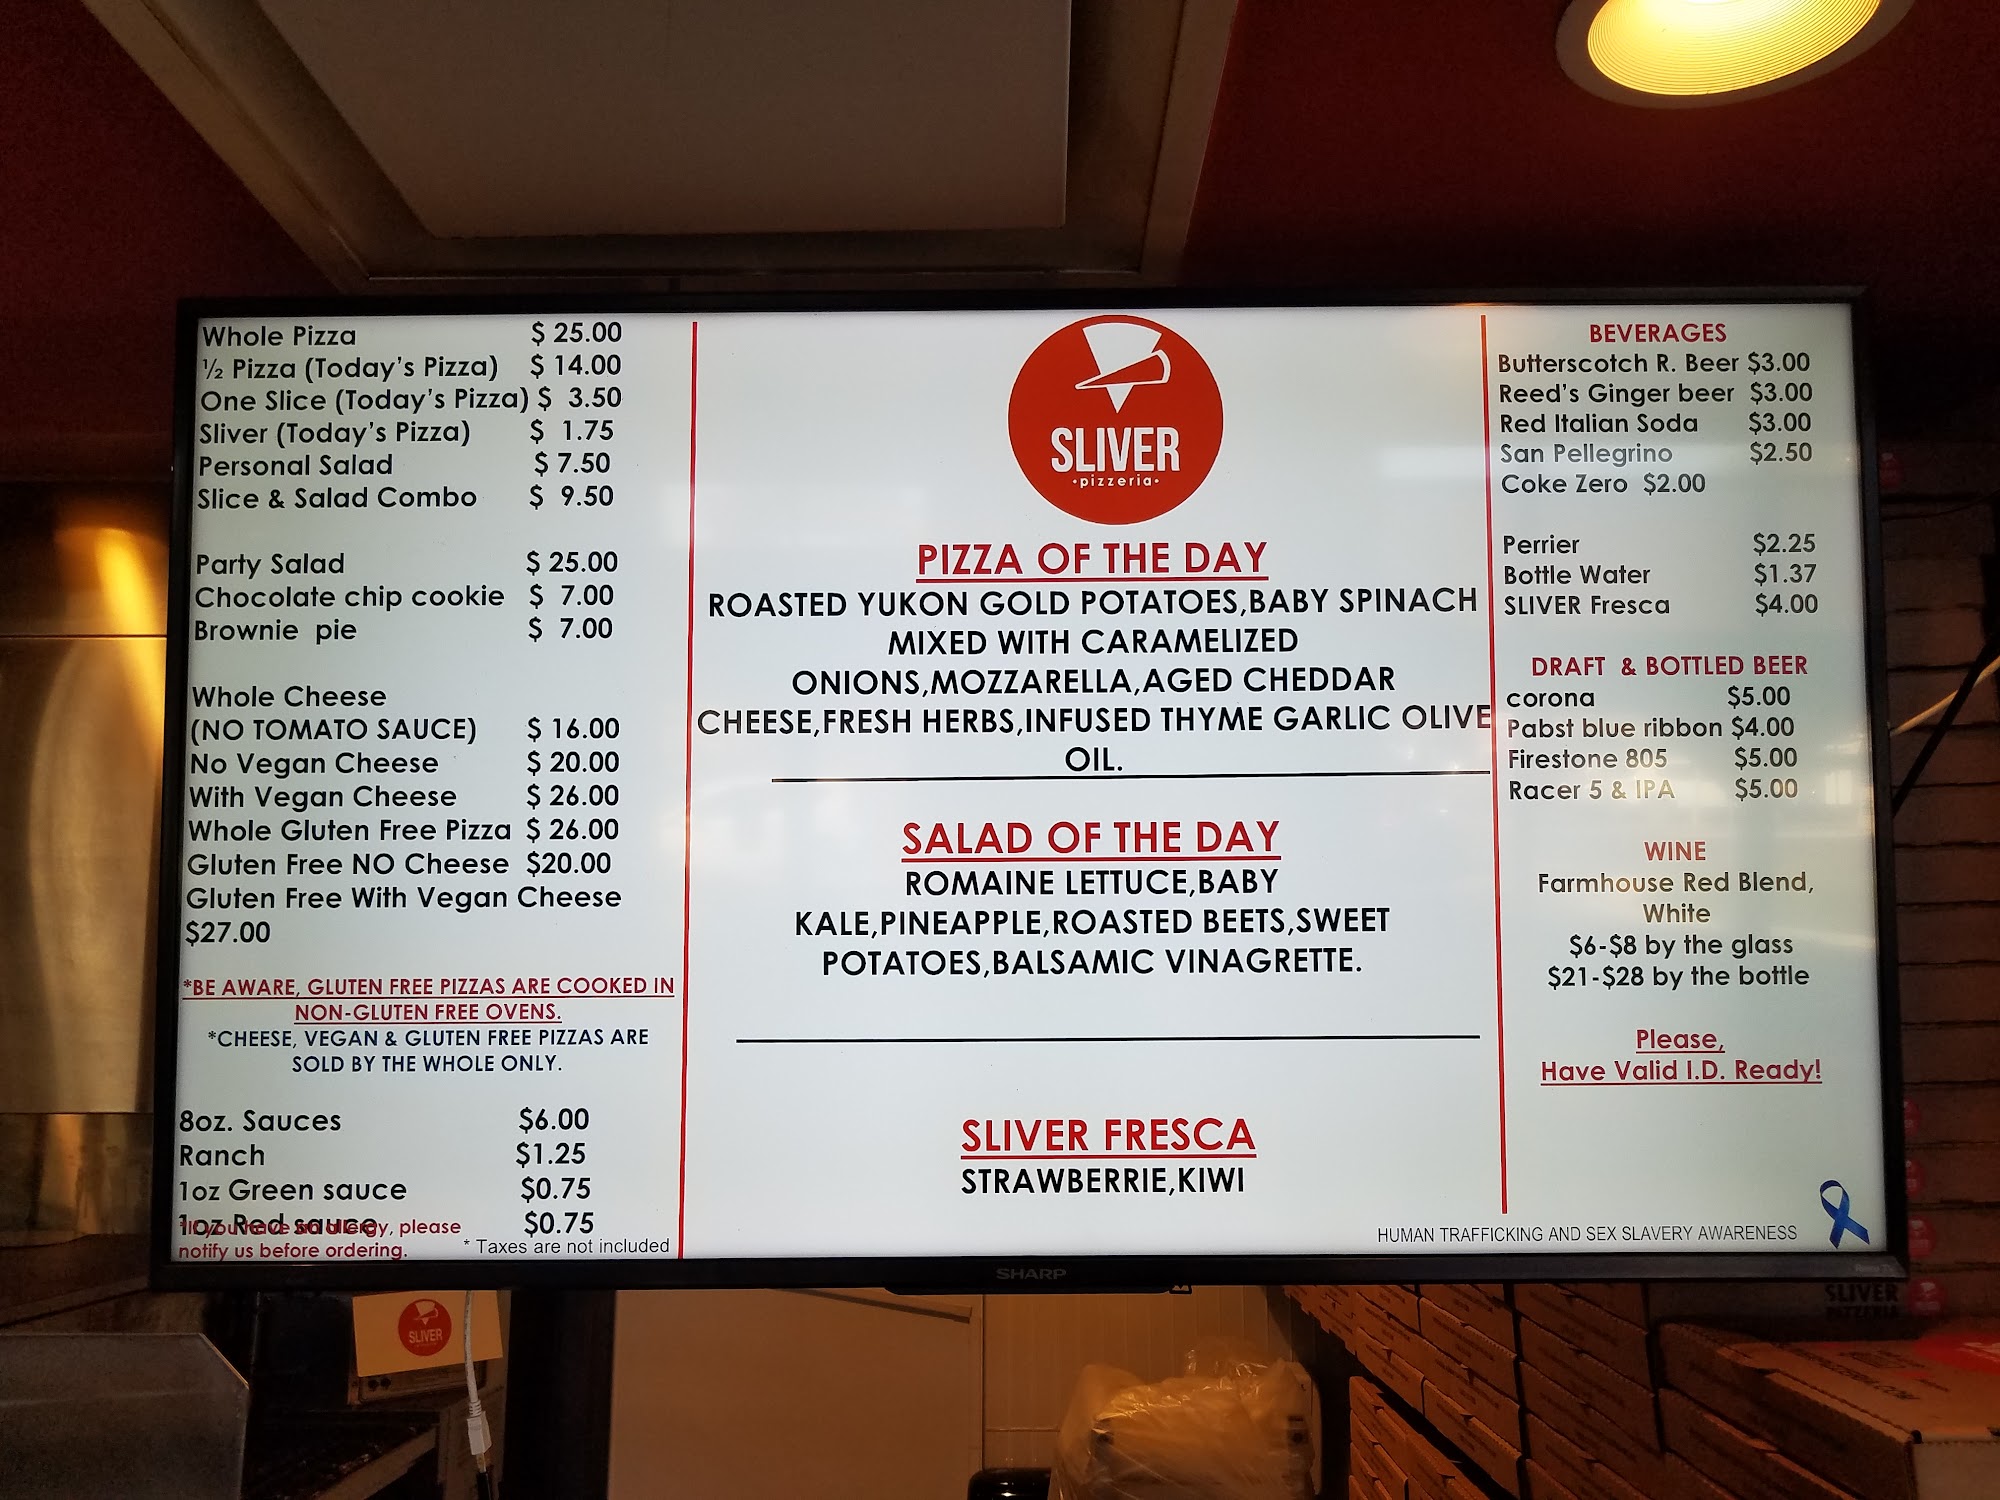 Whole Pizza $ 25.00
½ Pizza (Today's Pizza) $ 14.00
One Slice (Today's Pizza) $ 3.50
Sliver (Today's Pizza) $ 1.75
Personal Salad $ 7.50
Slice & Salad Combo $ 9.50
Party Salad $ 25.00
Chocolate chip cookie $ 7.00
Brownie pie $ 7.00
Whole Cheese
(NO TOMATO SAUCE) $ 16.00
No Vegan Cheese $ 20.00
With Vegan Cheese $ 26.00
Whole Gluten Free Pizza $ 26.00
Gluten Free NO Cheese $20.00
Gluten Free With Vegan Cheese
$27.00
*BE AWARE, GLUTEN FREE PIZZAS ARE COOKED IN
NON-GLUTEN FREE OVENS.
*CHEESE, VEGAN & GLUTEN FREE PIZZAS ARE
SOLD BY THE WHOLE ONLY.
8oz. Sauces $6.00
Ranch $1.25
1oz Green sauce $0.75
1oz Red sauce $0.75
*If you have an allergy, please
notify us before ordering.
* Taxes are not included
SLIVER
•pizzeria•
PIZZA OF THE DAY
ROASTED YUKON GOLD POTATOES,BABY SPINACH
MIXED WITH CARAMELIZED
ONIONS,MOZZARELLA,AGED CHEDDAR
CHEESE,FRESH HERBS,INFUSED THYME GARLIC OLIVE
OIL.
SALAD OF THE DAY
ROMAINE LETTUCE,BABY
KALE,PINEAPPLE,ROASTED BEETS,SWEET
POTATOES,BALSAMIC VINAGRETTE.
SLIVER FRESCA
STRAWBERRIE,KIWI
BEVERAGES
Butterscotch R. Beer $3.00
Reed's Ginger beer $3.00
Red Italian Soda $3.00
San Pellegrino $2.50
Coke Zero $2.00
Perrier $2.25
Bottle Water $1.37
SLIVER Fresca $4.00
DRAFT & BOTTLED BEER
corona $5.00
Pabst blue ribbon $4.00
Firestone 805 $5.00
Racer 5 & IPA $5.00
WINE
Farmhouse Red Blend,
White
$6-$8 by the glass
$21-$28 by the bottle
Please,
Have Valid I.D. Ready!
HUMAN TRAFFICKING AND SEX SLAVERY AWARENESS
SHARP
SLIVER
SLIVER
PIZZERIA